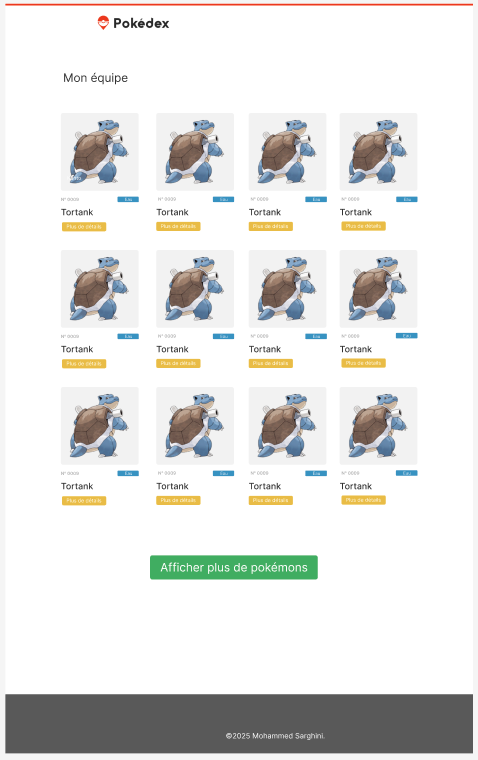 Pokédex
Mon équipe
Eau
N° 0009 Eau N° 0009 Eau N° 0009 Eau N° 0009 Eau
Tortank Tortank Tortank Tortank
Plus de détails Plus de détails Plus de détails Plus de détails
N° 0009 Eau N° 0009 Eau N° 0009 Eau N° 0009 Eau
Tortank Tortank Tortank Tortank
Plus de détails Plus de détails Plus de détails Plus de détails
N° 0009 Eau N° 0009 Eau N° 0009 Eau N° 0009 Eau
Tortank Tortank Tortank Tortank
Plus de détails Plus de détails Plus de détails Plus de détails
Afficher plus de pokémons
©2025 Mohammed Sarghini.